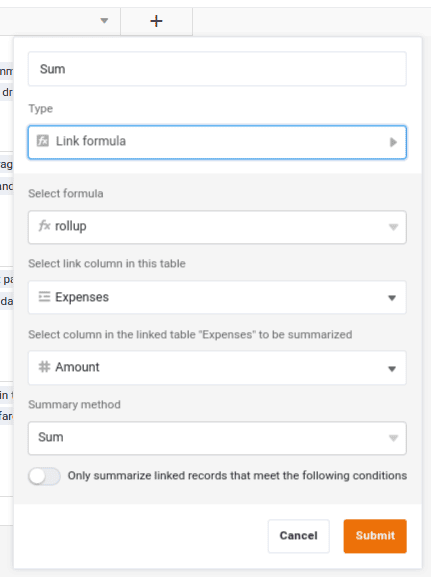 Sum
Type
Link formula
Select formula
fx rollup
Select link column in this table
Expenses
Select column in the linked table "Expenses" to be summarized
# Amount
Summary method
Sum
Only summarize linked records that meet the following conditions
Cancel Submit